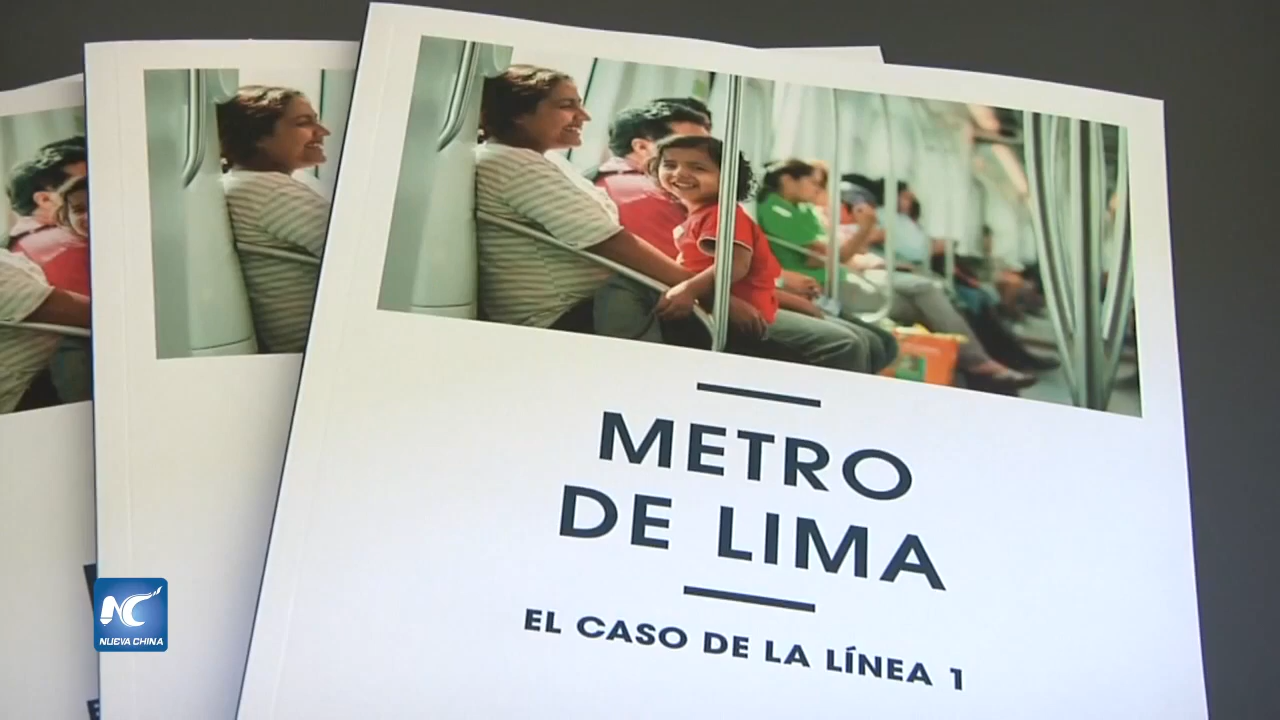 METRO
DE LIMA
EL CASO DE LA LÍNEA 1
NC
NUEVA CHINA